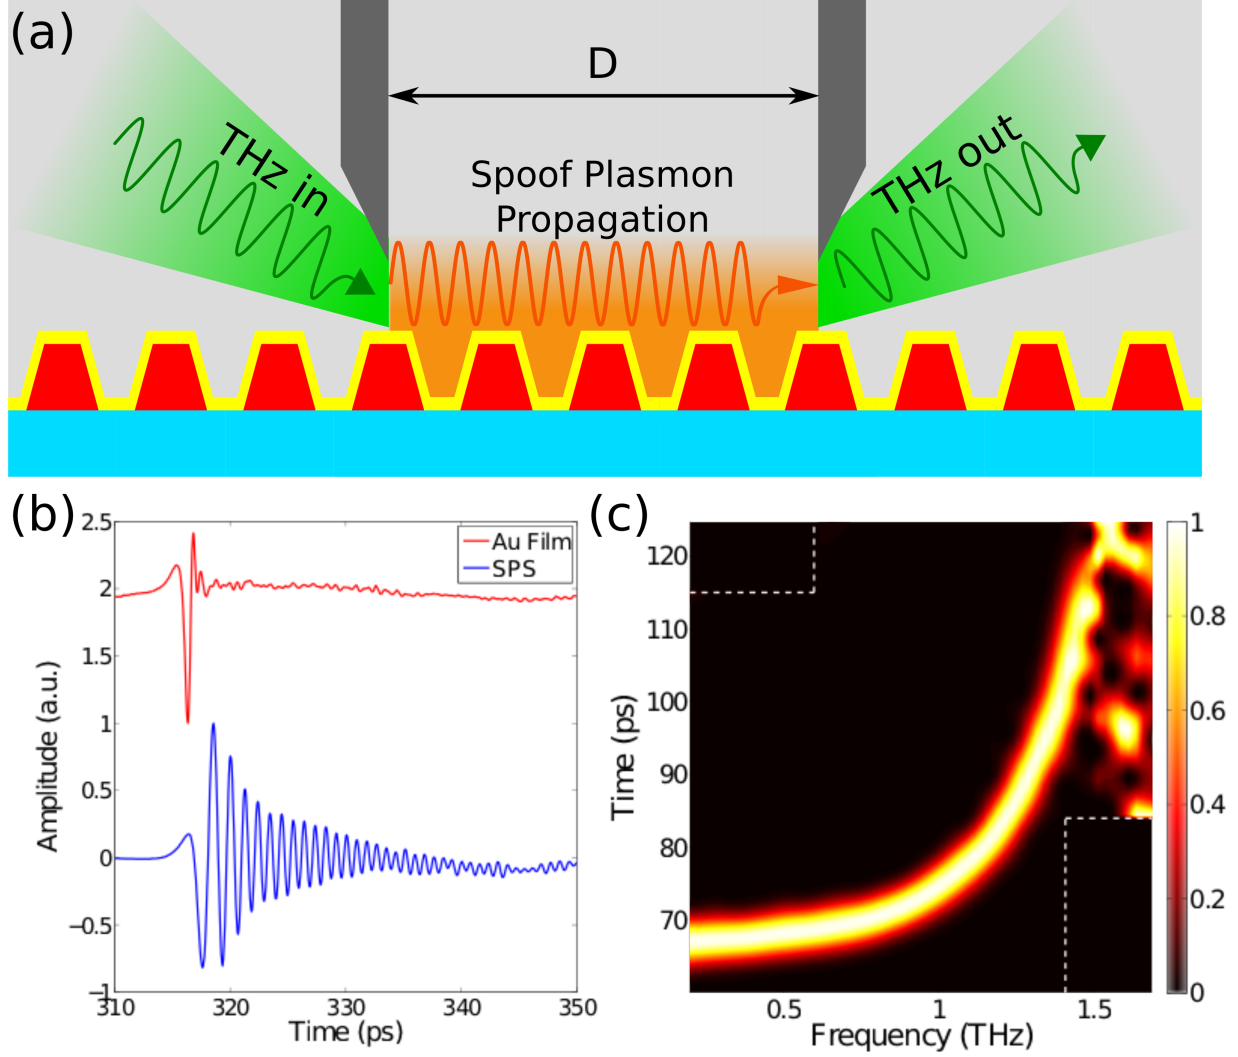 (a)
D
THz in
THz out
Spoof Plasmon
Propagation
(b)
2.5
2
1.5
1
0.5
0
−0.5
−1
Amplitude (a.u.)
Au Film
SPS
310
320
330
340
350
Time (ps)
(c)
120
110
100
90
80
70
Time (ps)
0.5
1
1.5
Frequency (THz)
1
0.8
0.6
0.4
0.2
0